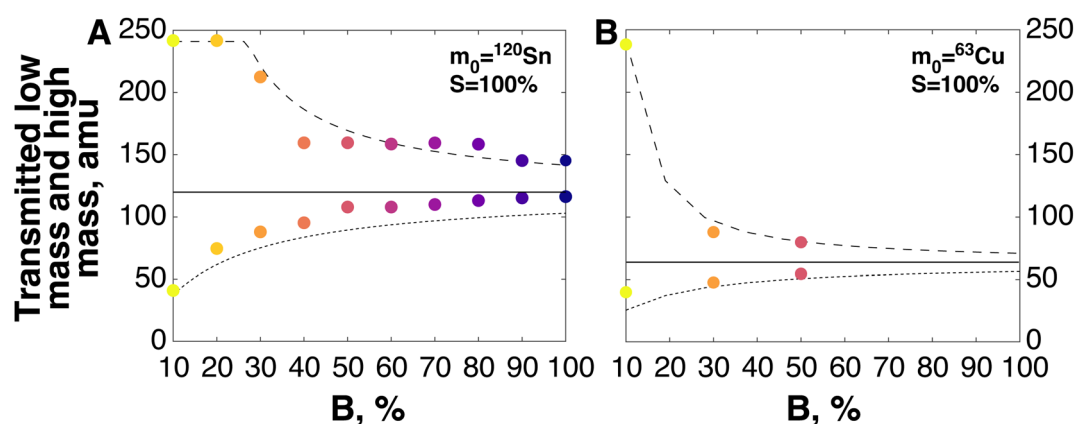 Transmitted low
mass and high
mass, amu
A
250
200
150
100
50
0
m₀=¹²⁰Sn
S=100%
10 20 30 40 50 60 70 80 90 100
B, %
B
m₀=⁶³Cu
S=100%
250
200
150
100
50
0
10 20 30 40 50 60 70 80 90 100
B, %